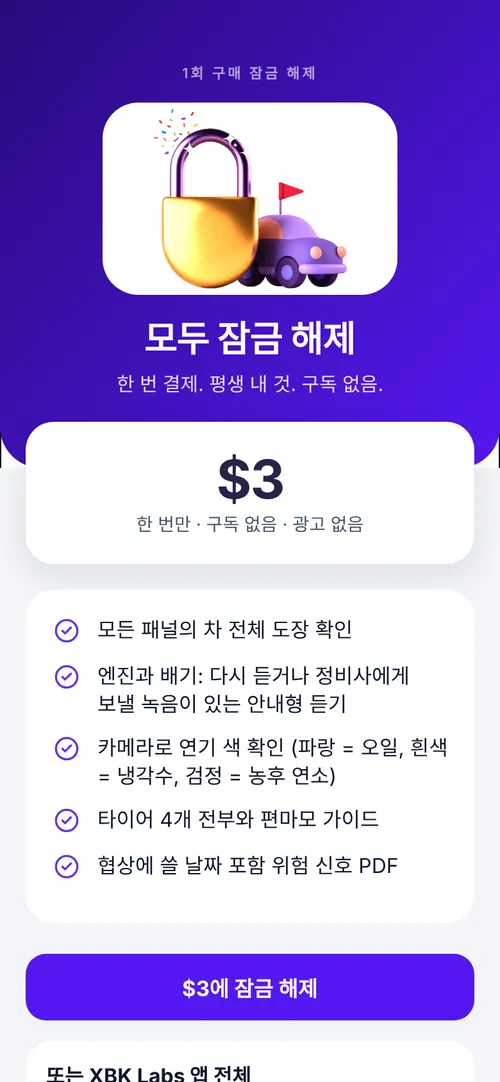 1회 구매 잠금 해제
모두 잠금 해제
한 번 결제. 평생 내 것. 구독 없음.
$3
한 번만 · 구독 없음 · 광고 없음
모든 패널의 차 전체 도장 확인
엔진과 배기: 다시 듣거나 정비사에게
보낼 녹음이 있는 안내형 듣기
카메라로 연기 색 확인 (파랑 = 오일, 흰색
= 냉각수, 검정 = 농후 연소)
타이어 4개 전부와 편마모 가이드
협상에 쓸 날짜 포함 위험 신호 PDF
$3에 잠금 해제
또는 XBK Labs 앱 전체